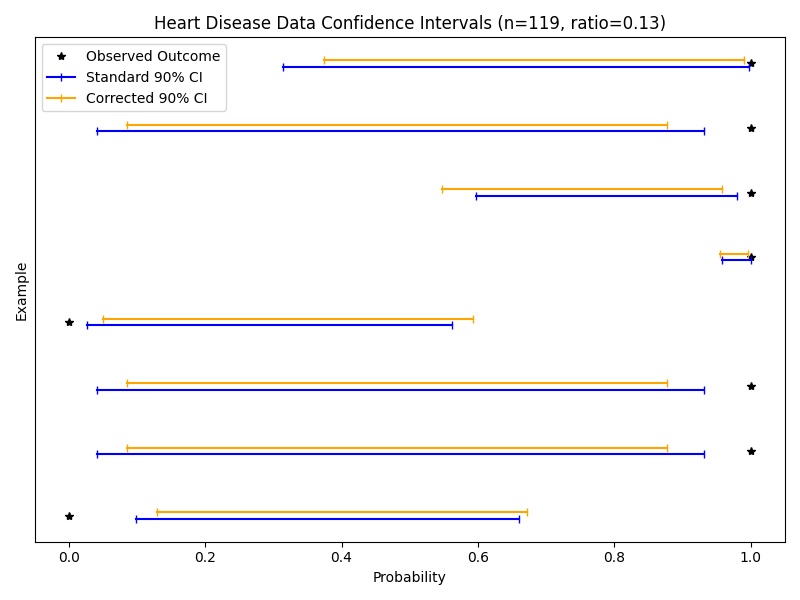 Heart Disease Data Confidence Intervals (n=119, ratio=0.13)
Observed Outcome
Standard 90% CI
Corrected 90% CI
Example
0.0 0.2 0.4 0.6 0.8 1.0
Probability